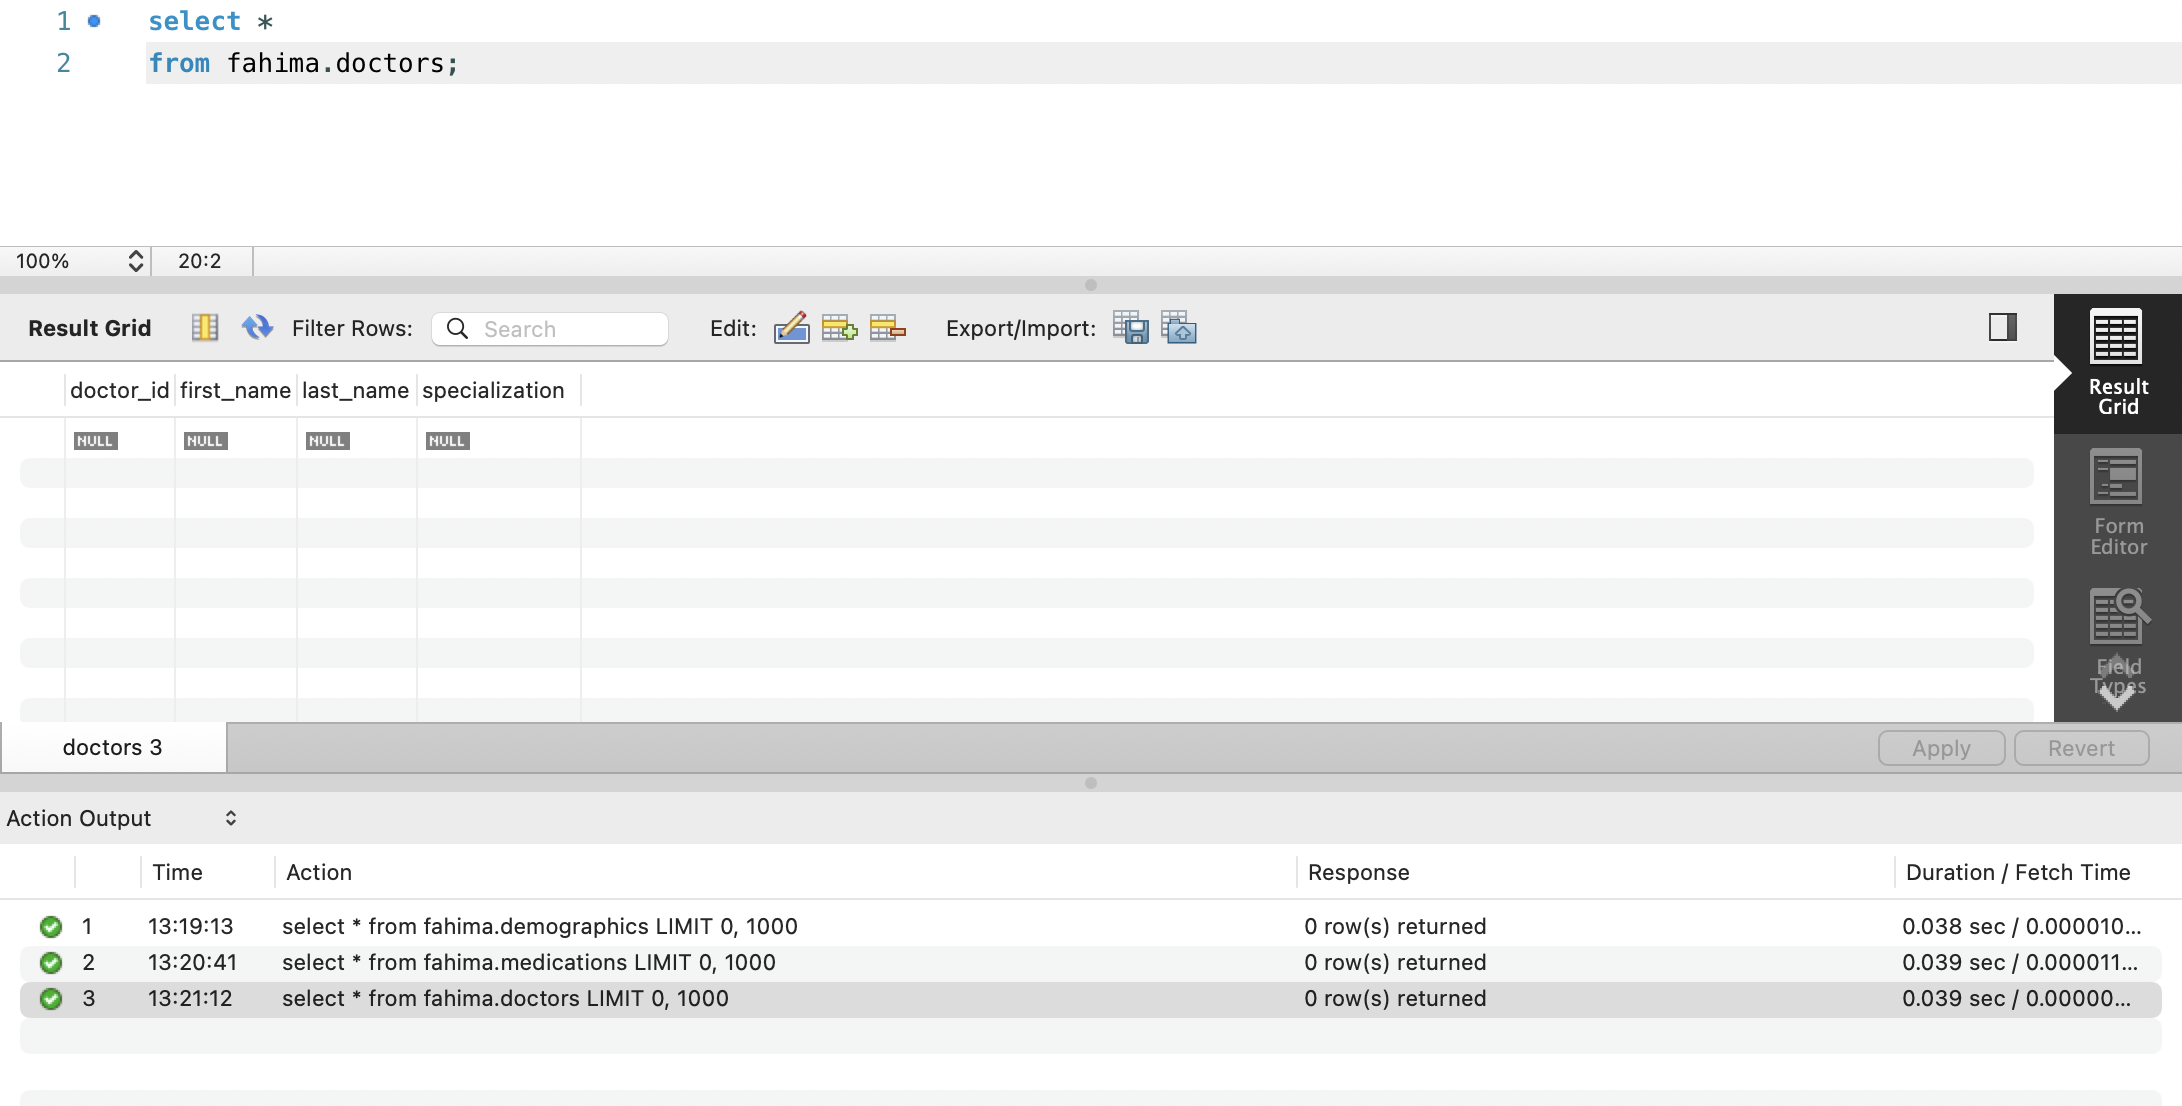 1 select *
2 from fahima.doctors;
100% 20:2
Result Grid Filter Rows: Search Edit: Export/Import:
Result
Grid
doctor_id first_name last_name specialization
NULL NULL NULL NULL
Form
Editor
Field
Types
doctors 3 Apply Revert
Action Output
Time Action Response Duration / Fetch Time
1 13:19:13 select * from fahima.demographics LIMIT 0, 1000 0 row(s) returned 0.038 sec / 0.000010...
2 13:20:41 select * from fahima.medications LIMIT 0, 1000 0 row(s) returned 0.039 sec / 0.000011...
3 13:21:12 select * from fahima.doctors LIMIT 0, 1000 0 row(s) returned 0.039 sec / 0.00000...